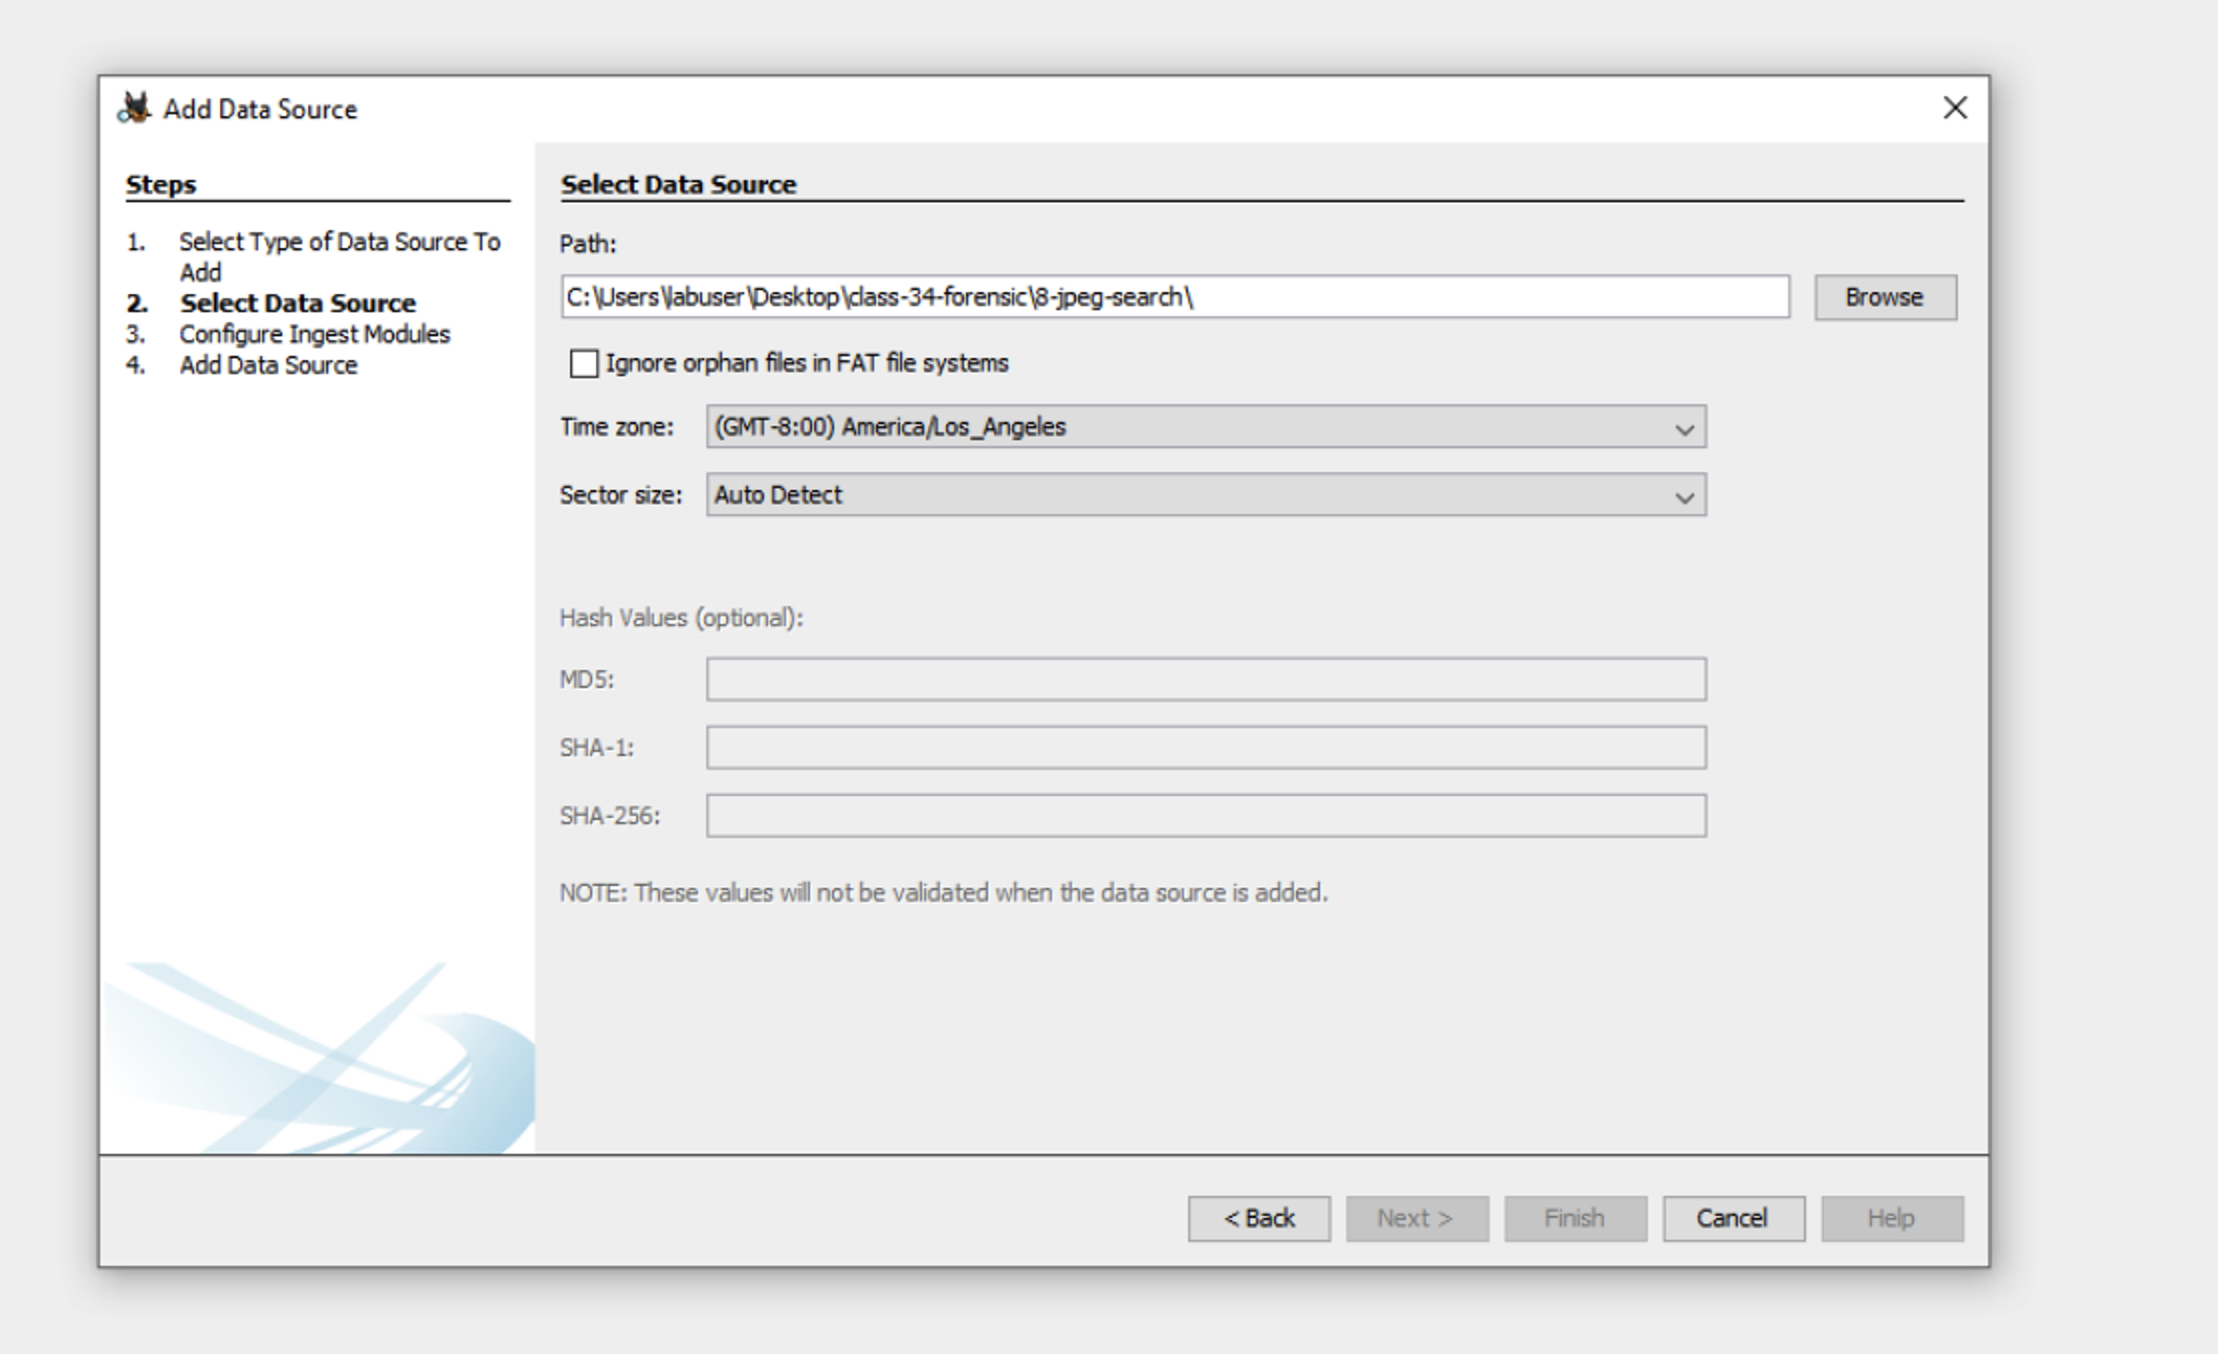 Add Data Source
Steps
1. Select Type of Data Source To
Add
2. Select Data Source
3. Configure Ingest Modules
4. Add Data Source
Select Data Source
Path:
C:\Users\labuser\Desktop\class-34-forensic\8-jpeg-search\
Browse
Ignore orphan files in FAT file systems
Time zone: (GMT-8:00) America/Los_Angeles
Sector size: Auto Detect
Hash Values (optional):
MD5:
SHA-1:
SHA-256:
NOTE: These values will not be validated when the data source is added.
< Back Next > Finish Cancel Help